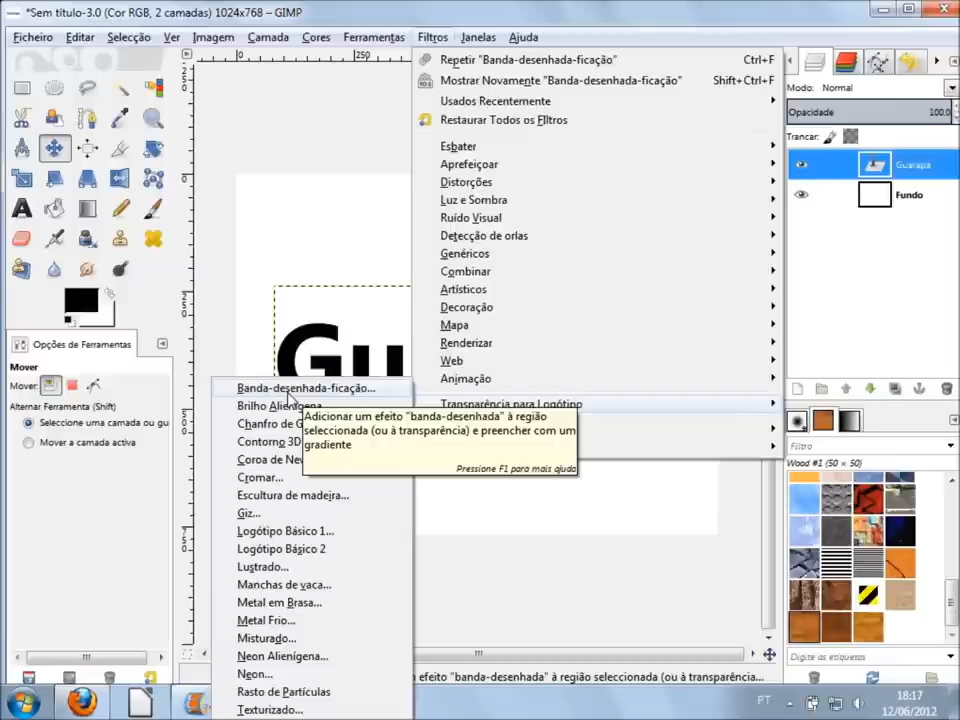 *Sem título-3.0 (Cor RGB, 2 camadas) 1024x768 – GIMP
Ficheiro Editar Selecção Ver Imagem Camada Cores Ferramentas Filtros Janelas Ajuda
0 250
Repetir "Banda-desenhada-ficação" Ctrl+F
Mostrar Novamente "Banda-desenhada-ficação" Shift+Ctrl+F
Usados Recentemente
Restaurar Todos os FIltros
Esbater
Aprefeiçoar
Distorções
Luz e Sombra
Ruído Visual
Detecção de orlas
Genéricos
Combinar
Artísticos
Decoração
Mapa
Renderizar
Web
Animação
Transparência para Logótipo
Modo: Normal
Opacidade 100.0
Trancar:
Guarapa
Fundo
Gu
Opções de Ferramentas
Mover
Mover:
Alternar Ferramenta (Shift)
Seleccione uma camada ou gu
Mover a camada activa
Banda-desenhada-ficação...
Brilho Alienígena
Chanfro de G
Contorno 3D
Coroa de Nev
Cromar...
Escultura de madeira...
Giz...
Logótipo Básico 1...
Logótipo Bási­co 2
Lustrado...
Manchas de vaca...
Metal em Brasa...
Metal Frio...
Misturado...
Neon Alienígena...
Neon...
Rasto de Partículas
Texturizado...
Adicionar um efeito "banda-desenhada" à região
seleccionada (ou à transparência) e preencher com um
gradiente
Pressione F1 para mais ajuda
Filtro
Wood #1 (50 × 50)
Digite as etiquetas
efeito "banda-desenhada" à região seleccionada (ou à transparência...
PT
18:17
12/06/2012